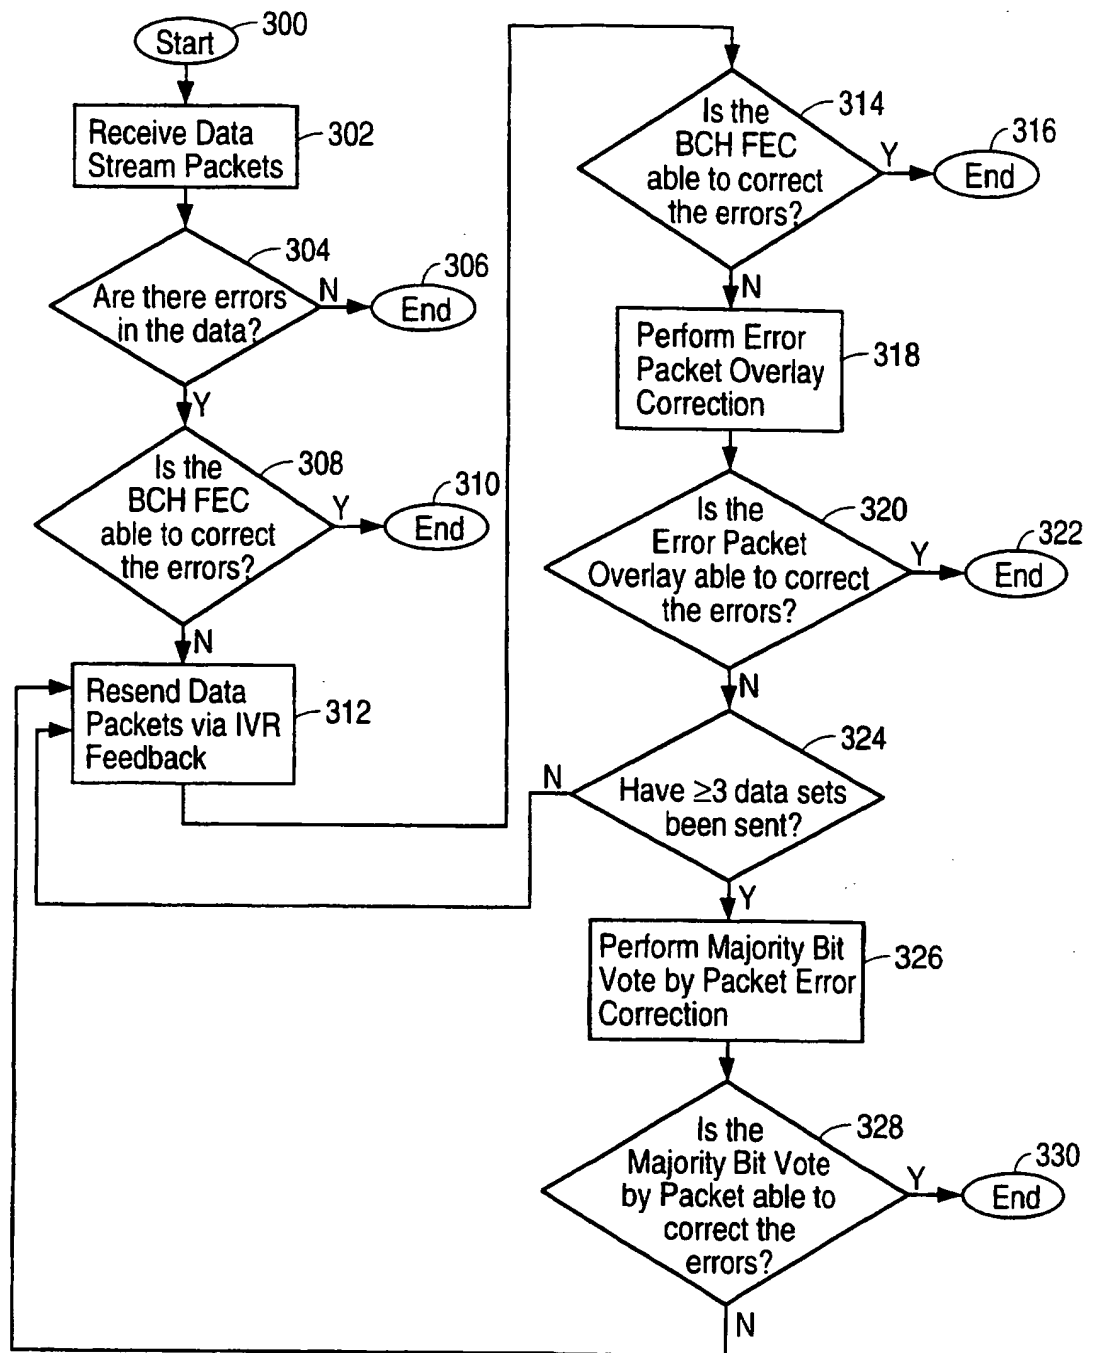 Start
300
Receive Data
Stream Packets
302
304
Are there errors
in the data?
N
306
End
Y
308
Is the
BCH FEC
able to correct
the errors?
Y
310
End
N
Resend Data
Packets via IVR
Feedback
312
314
Is the
BCH FEC
able to correct
the errors?
Y
316
End
N
Perform Error
Packet Overlay
Correction
318
320
Is the
Error Packet
Overlay able to correct
the errors?
Y
322
End
N
324
Have ≥3 data sets
been sent?
N
Y
Perform Majority Bit
Vote by Packet Error
Correction
326
328
Is the
Majority Bit Vote
by Packet able to
correct the
errors?
Y
330
End
N